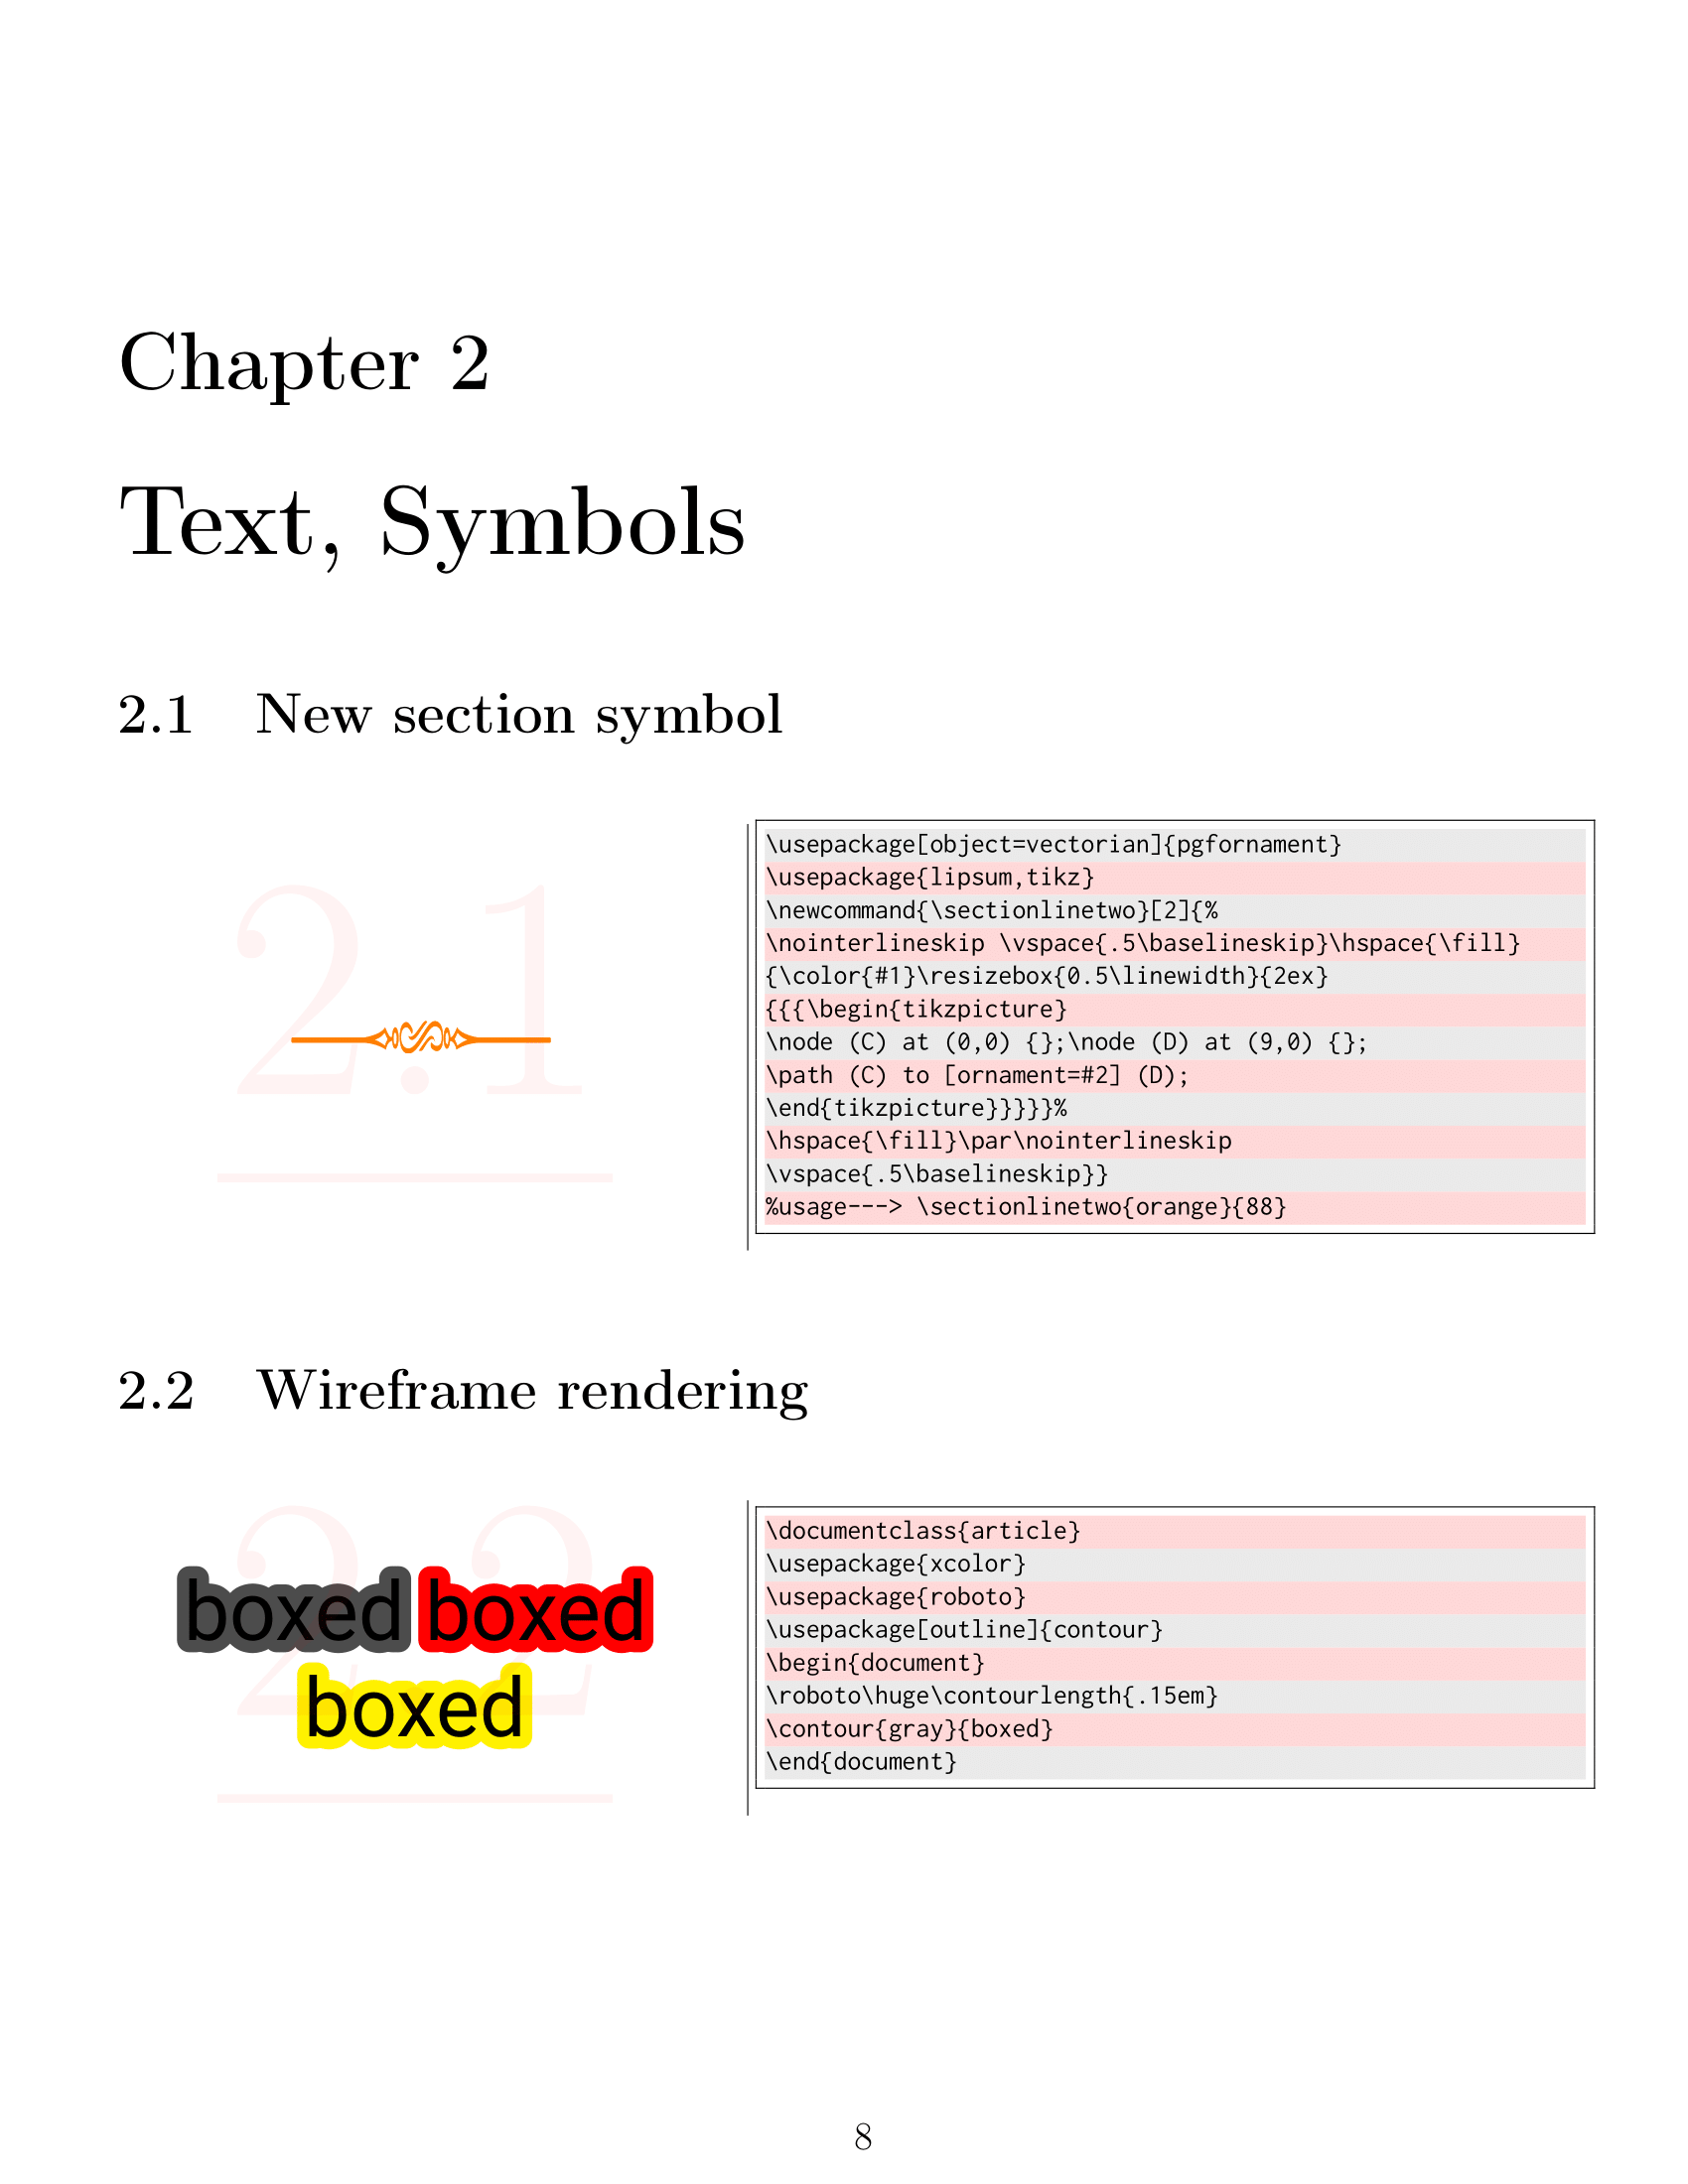 Chapter 2
Text, Symbols
2.1 New section symbol
2.1
\usepackage[object=vectorian]{pgfornament}
\usepackage{lipsum,tikz}
\newcommand{\sectionlinetwo}[2]{%
\nointerlineskip \vspace{.5\baselineskip}\hspace{\fill}
{\color{#1}\resizebox{0.5\linewidth}{2ex}
{{{\begin{tikzpicture}
\node (C) at (0,0) {};\node (D) at (9,0) {};
\path (C) to [ornament=#2] (D);
\end{tikzpicture}}}}}%
\hspace{\fill}\par\nointerlineskip
\vspace{.5\baselineskip}}
%usage---> \sectionlinetwo{orange}{88}
2.2 Wireframe rendering
2.2
boxed boxed
boxed
\documentclass{article}
\usepackage{xcolor}
\usepackage{roboto}
\usepackage[outline]{contour}
\begin{document}
\roboto\huge\contourlength{.15em}
\contour{gray}{boxed}
\end{document}
8